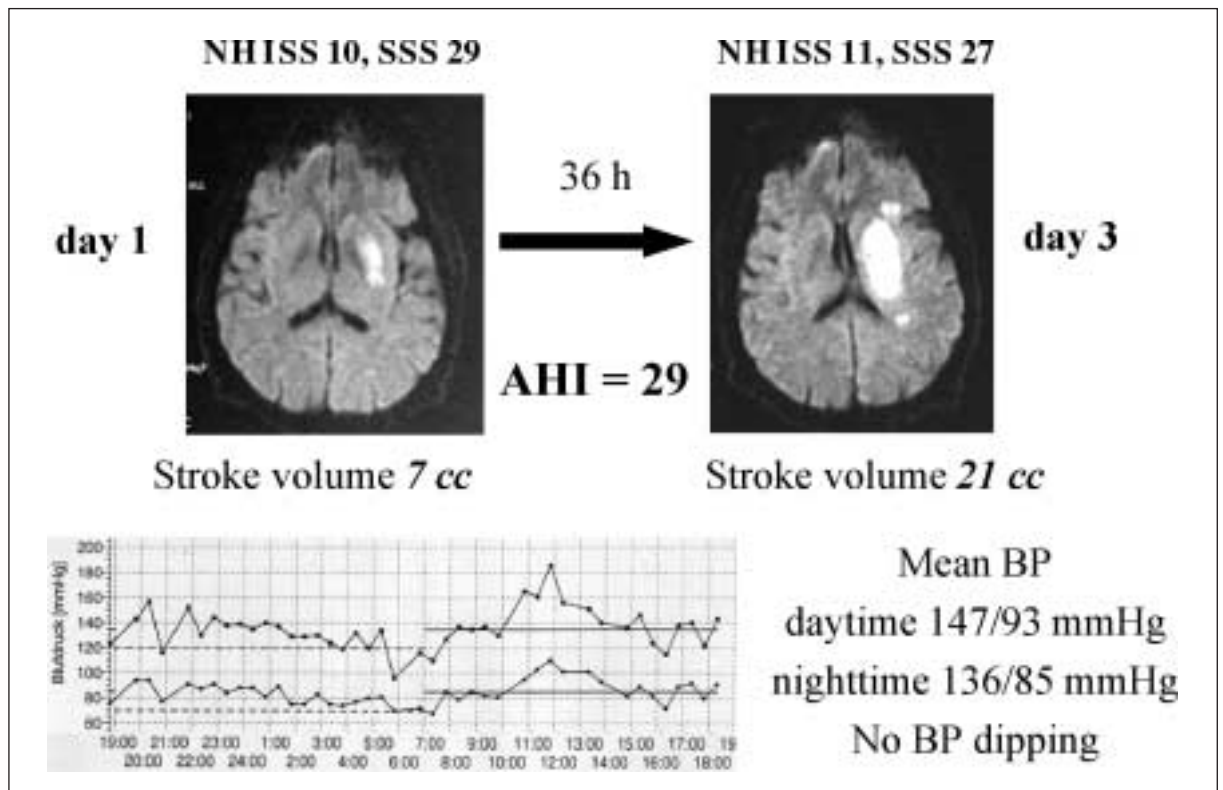 NHISS 10, SSS 29
NHISS 11, SSS 27
day 1
36 h
day 3
AHI = 29
Stroke volume 7 cc
Stroke volume 21 cc
Blutdruck [mmHg]
200
180
160
140
120
100
80
60
19:00 21:00 23:00 1:00 3:00 5:00 7:00 9:00 11:00 13:00 15:00 17:00 19
20:00 22:00 24:00 2:00 4:00 6:00 8:00 10:00 12:00 14:00 16:00 18:00
Mean BP
daytime 147/93 mmHg
nighttime 136/85 mmHg
No BP dipping